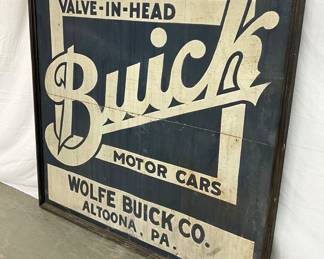 VALVE-IN-HEAD
Buick
MOTOR CARS
WOLFE BUICK CO.
ALTOONA, PA.